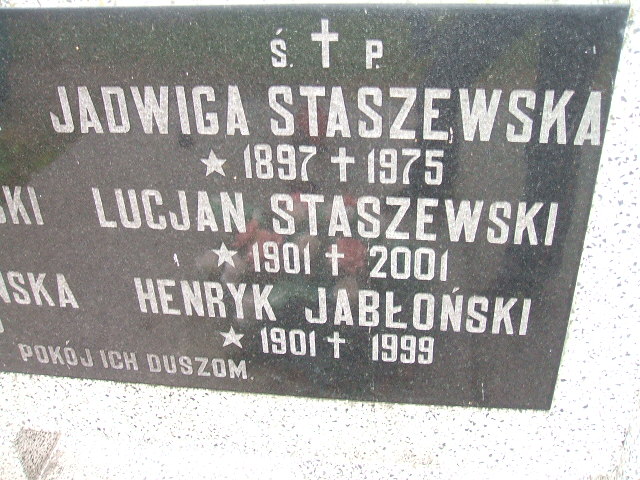 Ś. P.
JADWIGA STASZEWSKA
1897 † 1975
SKI LUCJAN STASZEWSKI
1901 † 2001
ŃSKA HENRYK JABŁOŃSKI
1901 † 1999
POKÓJ ICH DUSZOM.